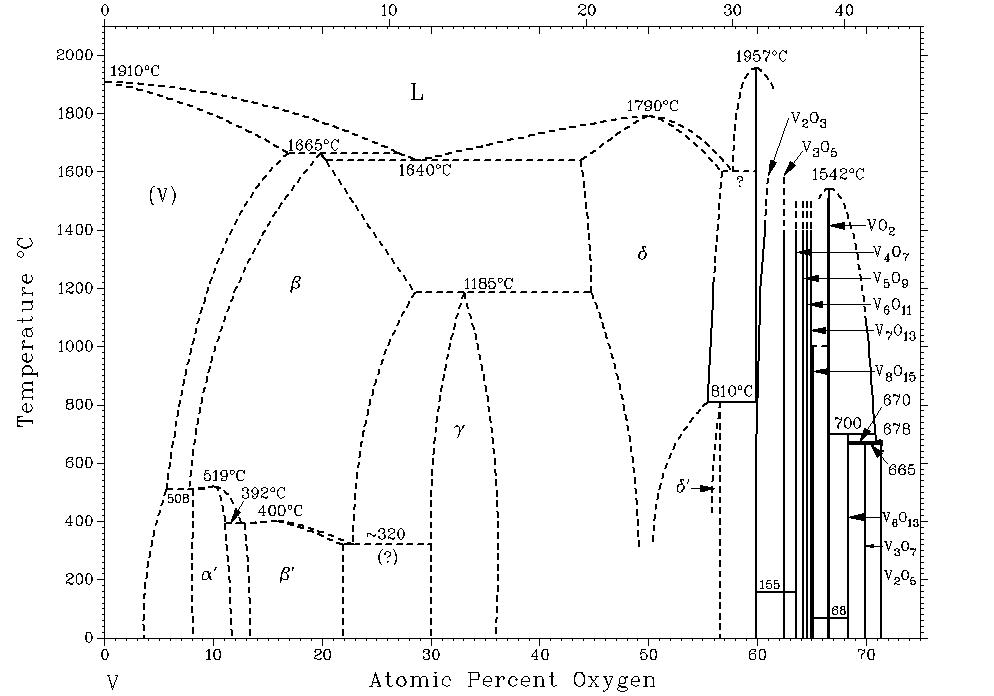 0 10 20 30 40
2000
1800
1600
1400
1200
1000
800
600
400
200
0
Temperature °C
1910°C
L
1957°C
1790°C
V₂O₃
1665°C
1640°C
V₃O₅
?
1542°C
(V)
VO₂
δ
V₄O₇
β
1185°C
V₅O₉
V₆O₁₁
V₇O₁₃
V₈O₁₅
810°C
670
γ
700
678
665
519°C
508
392°C
δ'
400°C
~320
(?)
V₆O₁₃
V₃O₇
α'
β'
V₂O₅
155
68
0 10 20 30 40 50 60 70
V
Atomic Percent Oxygen